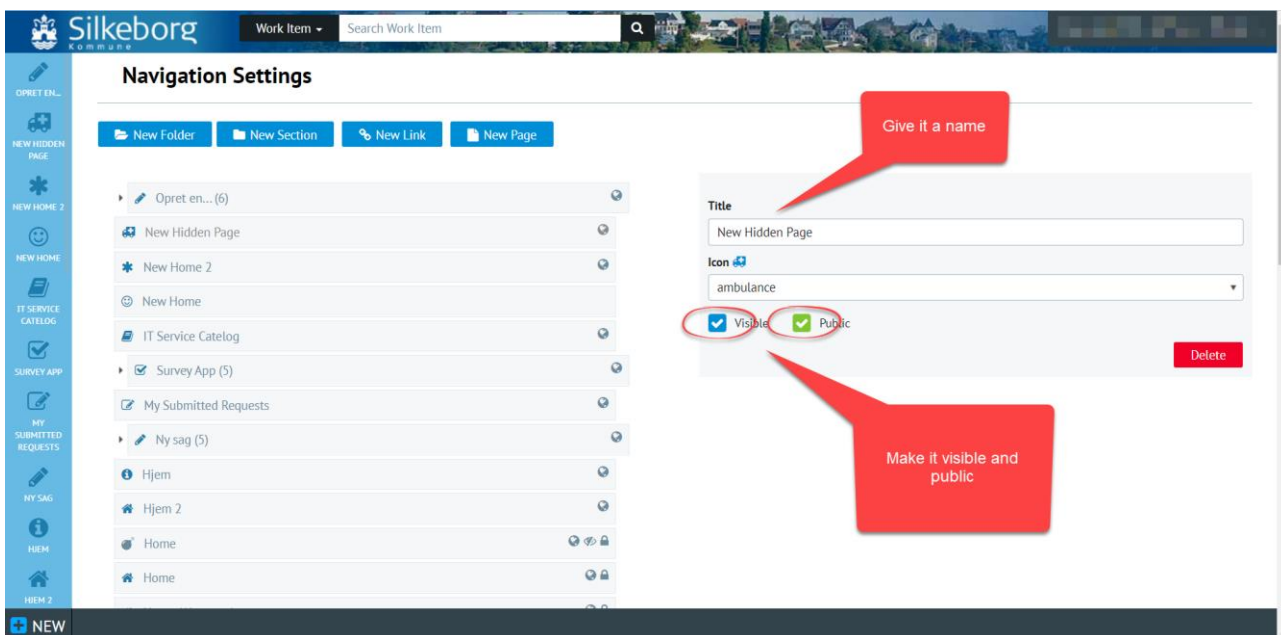 Silkeborg
Kommune
Work Item
Search Work Item
OPRET EN...
NEW HIDDEN
PAGE
NEW HOME 2
NEW HOME
IT SERVICE
CATELOG
SURVEY APP
MY
SUBMITTED
REQUESTS
NY SAG
HJEM
HJEM 2
NEW
Navigation Settings
New Folder
New Section
New Link
New Page
Opret en... (6)
New Hidden Page
New Home 2
New Home
IT Service Catelog
Survey App (5)
My Submitted Requests
Ny sag (5)
Hjem
Hjem 2
Home
Home
Give it a name
Title
New Hidden Page
Icon
ambulance
Visible
Public
Delete
Make it visible and
public